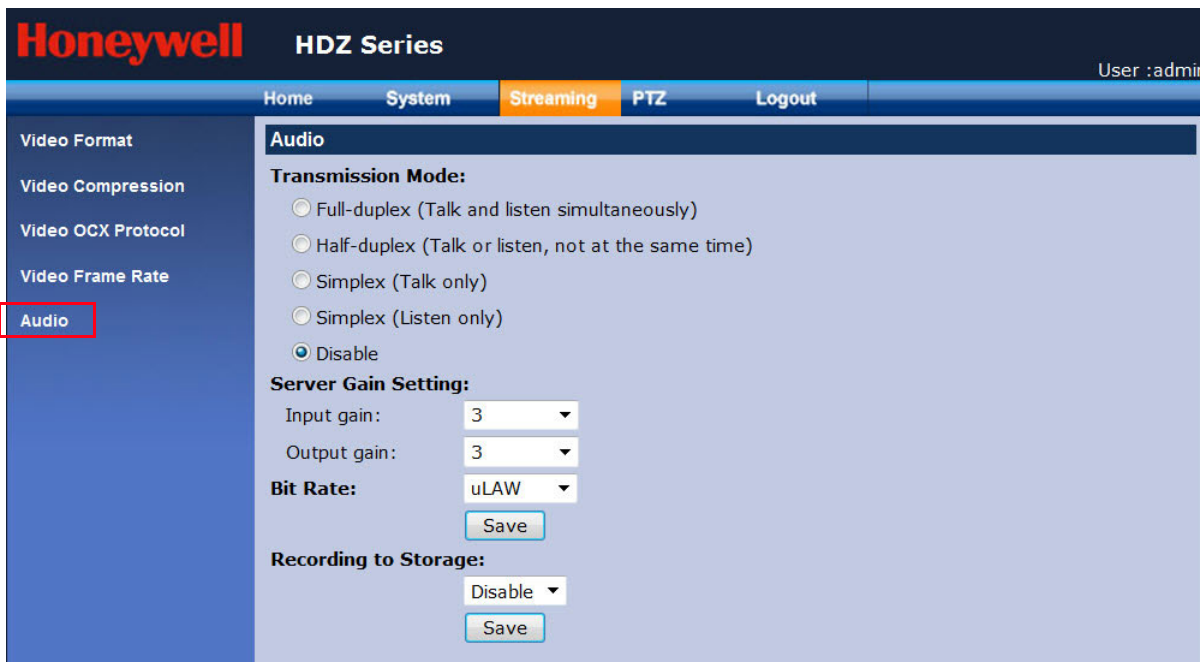 Honeywell HDZ Series
User :admin
Home System Streaming PTZ Logout
Video Format
Video Compression
Video OCX Protocol
Video Frame Rate
Audio
Audio
Transmission Mode:
Full-duplex (Talk and listen simultaneously)
Half-duplex (Talk or listen, not at the same time)
Simplex (Talk only)
Simplex (Listen only)
Disable
Server Gain Setting:
Input gain: 3
Output gain: 3
Bit Rate: uLAW
Save
Recording to Storage:
Disable
Save